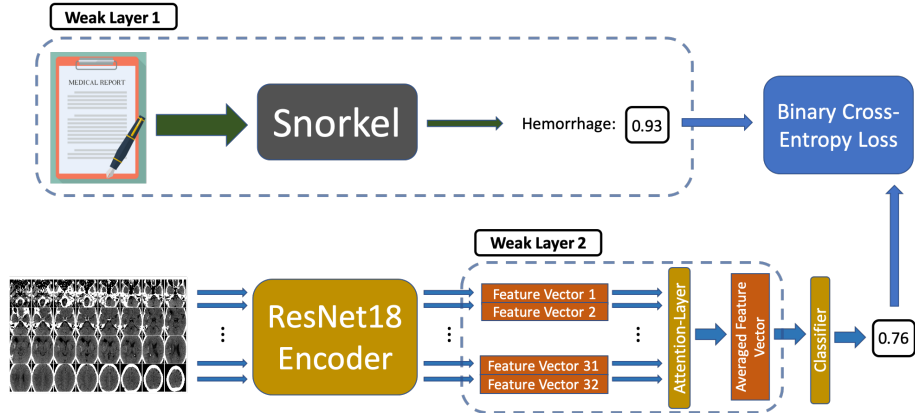 Weak Layer 1
MEDICAL REPORT
Snorkel
Hemorrhage:
0.93
Binary Cross-
Entropy Loss
Weak Layer 2
ResNet18
Encoder
Feature Vector 1
Feature Vector 2
Feature Vector 31
Feature Vector 32
Attention-Layer
Averaged Feature
Vector
Classifier
0.76